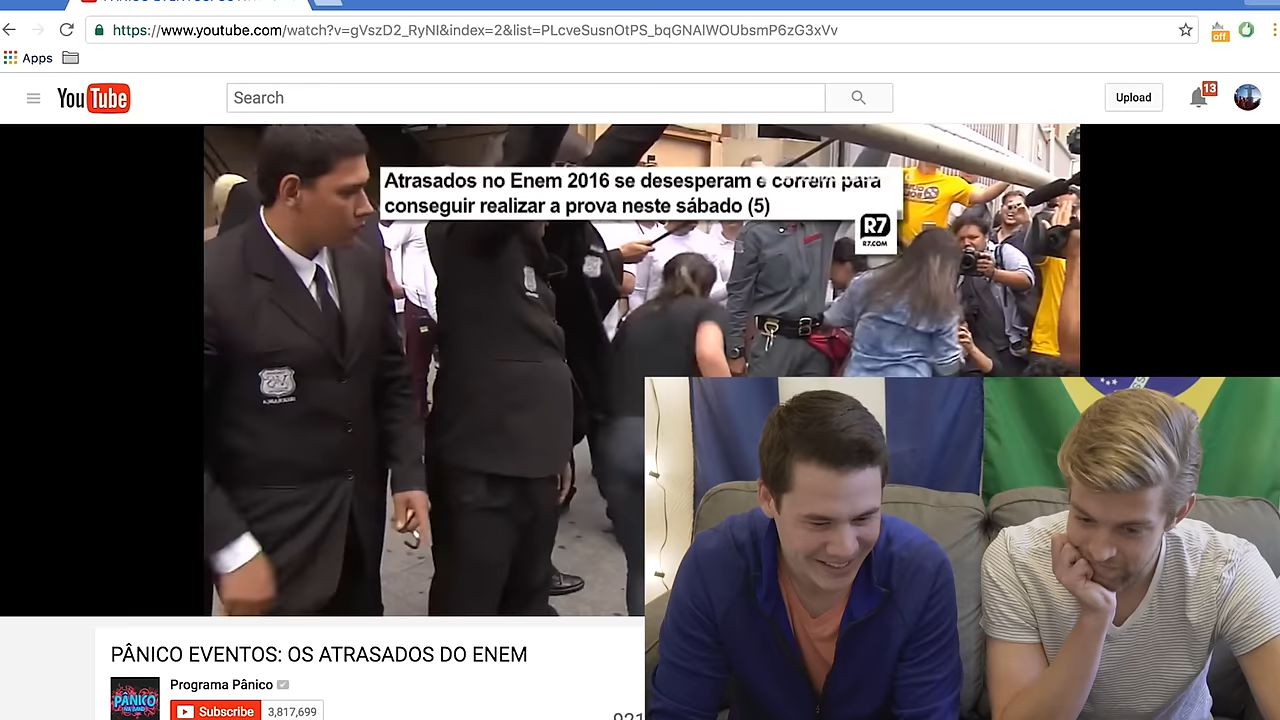 https://www.youtube.com/watch?v=gVszD2_RyNI&index=2&list=PLcveSusnOtPS_bqGNAlWOUbsmP6zG3xVv
off
Apps
YouTube
Search
Upload
13
Atrasados no Enem 2016 se desesperam e correm para
conseguir realizar a prova neste sábado (5)
R7
R7.COM
PÂNICO EVENTOS: OS ATRASADOS DO ENEM
Programa Pânico
PÂNICO
Subscribe
3,817,699